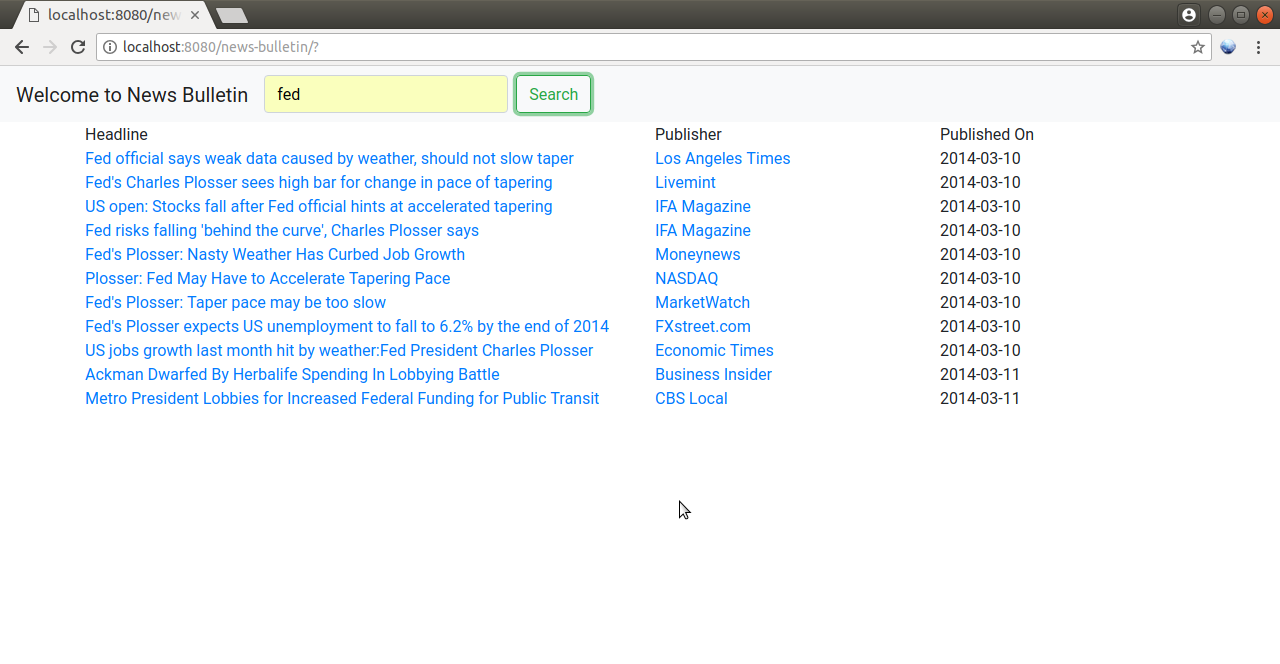 localhost:8080/new
localhost:8080/news-bulletin/?
Welcome to News Bulletin fed Search
Headline Publisher Published On
Fed official says weak data caused by weather, should not slow taper Los Angeles Times 2014-03-10
Fed's Charles Plosser sees high bar for change in pace of tapering Livemint 2014-03-10
US open: Stocks fall after Fed official hints at accelerated tapering IFA Magazine 2014-03-10
Fed risks falling 'behind the curve', Charles Plosser says IFA Magazine 2014-03-10
Fed's Plosser: Nasty Weather Has Curbed Job Growth Moneynews 2014-03-10
Plosser: Fed May Have to Accelerate Tapering Pace NASDAQ 2014-03-10
Fed's Plosser: Taper pace may be too slow MarketWatch 2014-03-10
Fed's Plosser expects US unemployment to fall to 6.2% by the end of 2014 FXstreet.com 2014-03-10
US jobs growth last month hit by weather:Fed President Charles Plosser Economic Times 2014-03-10
Ackman Dwarfed By Herbalife Spending In Lobbying Battle Business Insider 2014-03-11
Metro President Lobbies for Increased Federal Funding for Public Transit CBS Local 2014-03-11